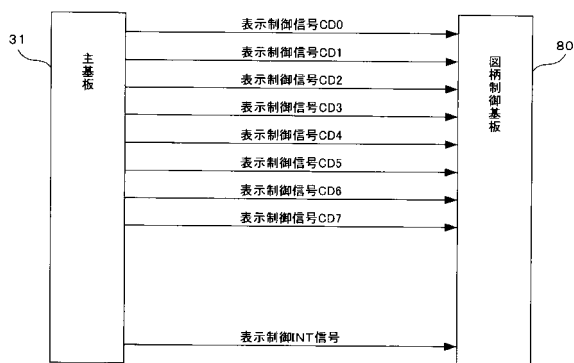 31
主基板
表示制御信号CD0
表示制御信号CD1
表示制御信号CD2
表示制御信号CD3
表示制御信号CD4
表示制御信号CD5
表示制御信号CD6
表示制御信号CD7
表示制御INT信号
図柄制御基板
80